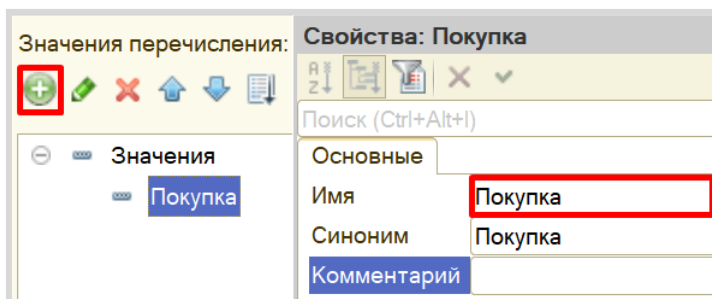 Значения перечисления:
Значения
Покупка
Свойства: Покупка
Поиск (Ctrl+Alt+I)
Основные
Имя Покупка
Синоним Покупка
Комментарий